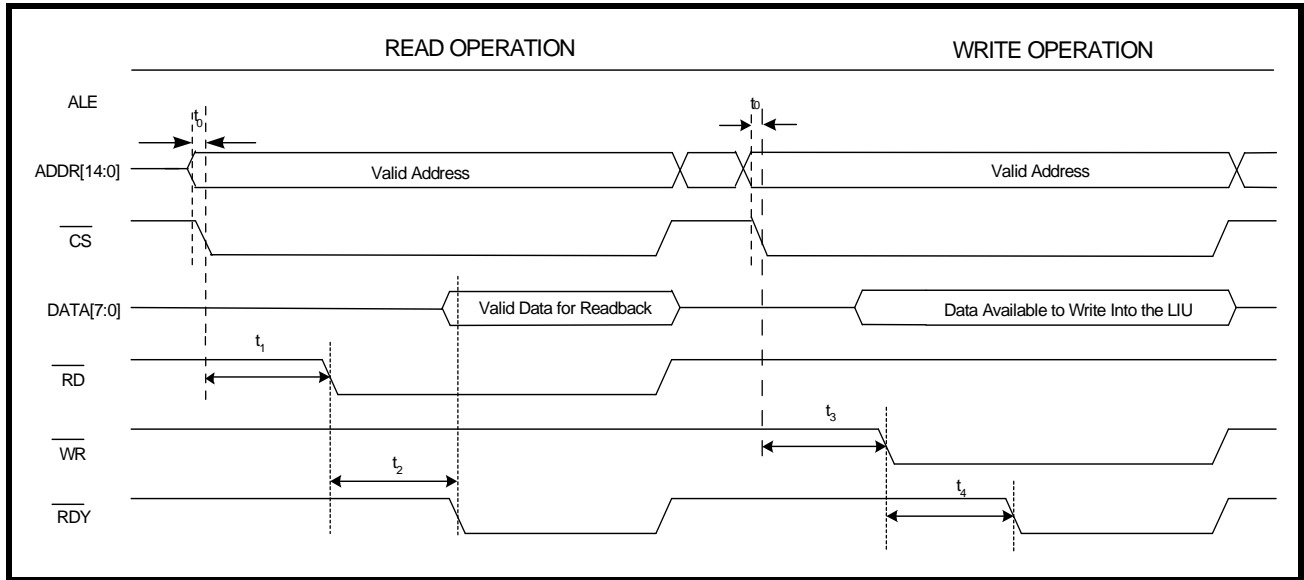 READ OPERATION WRITE OPERATION
ALE
t0 t0
ADDR[14:0] Valid Address Valid Address
CS
DATA[7:0] Valid Data for Readback Data Available to Write Into the LIU
t1
RD
t3
WR
t2
t4
RDY